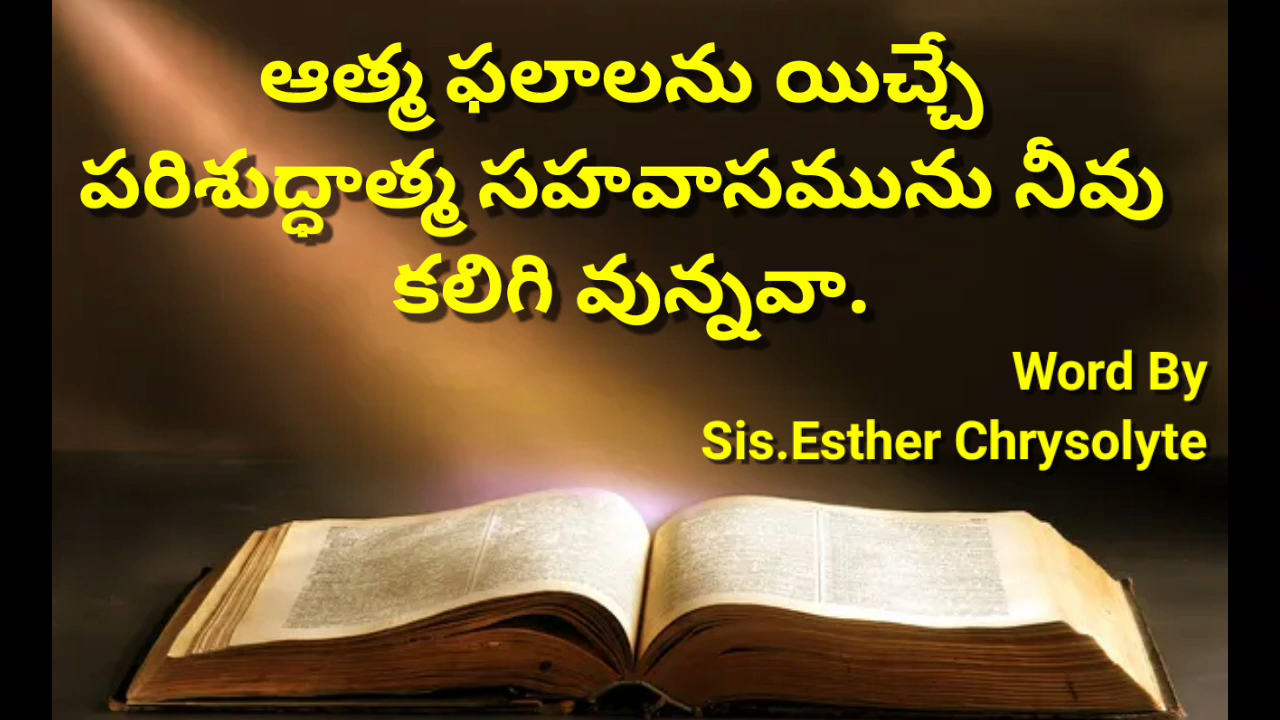 ఆత్మ ఫలాలను యిచ్చే
పరిశుద్ధాత్మ సహవాసమును నీవు
కలిగి వున్నవా.
Word By
Sis.Esther Chrysolyte